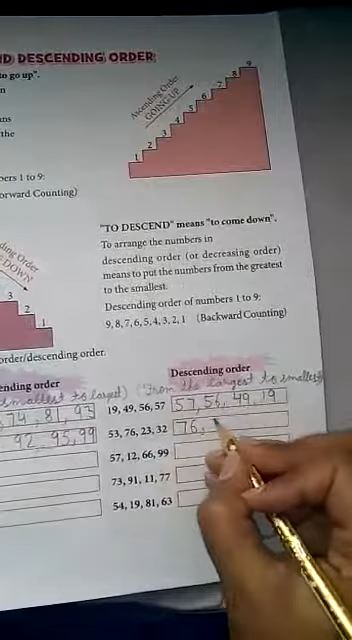 DESCENDING ORDER
to go up".
the
Ascending Order
GOING UP
1 2 3 4 5 6 7 8 9
bers 1 to 9:
orward Counting)
"TO DESCEND" means "to come down".
To arrange the numbers in
descending order (or decreasing order)
means to put the numbers from the greatest
to the smallest.
Descending order of numbers 1 to 9:
9,8,7,6,5,4,3,2,1 (Backward Counting)
Order
DOWN
3
2
1
order/descending order.
ending order
smallest to largest)
74, 81, 93
92, 95, 99
Descending order
(From the largest to smallest)
19, 49, 56, 57 57, 56, 49, 19
53, 76, 23, 32 76,
57, 12, 66, 99
73, 91, 11, 77
54, 19, 81, 63